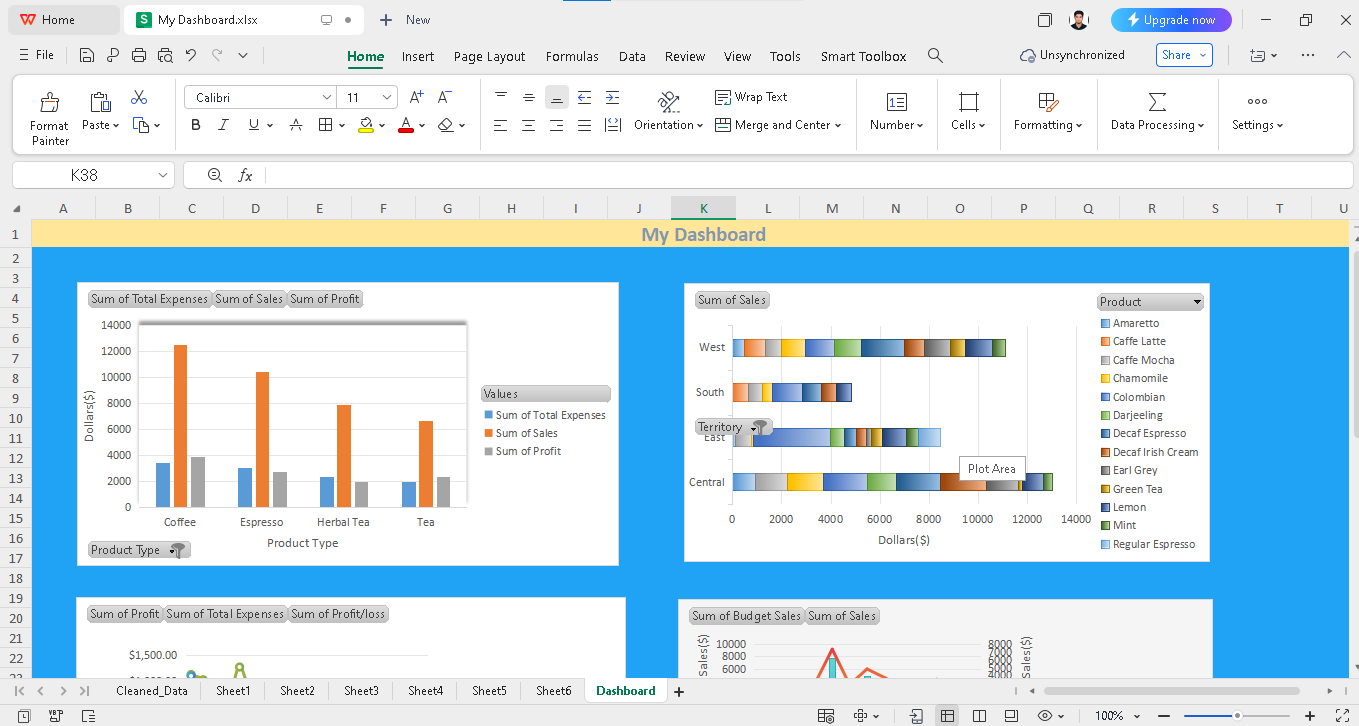 Home
My Dashboard.xlsx
New
Upgrade now
File
Home Insert Page Layout Formulas Data Review View Tools Smart Toolbox
Unsynchronized
Share
Format Painter
Paste
Calibri
11
B I U A
Orientation
Wrap Text
Merge and Center
Number
Cells
Formatting
Data Processing
Settings
K38
fx
A B C D E F G H I J K L M N O P Q R S T U
1
My Dashboard
2
3
4
5
6
7
8
9
10
11
12
13
14
15
16
17
18
19
20
21
22
Sum of Total Expenses Sum of Sales Sum of Profit
14000
12000
10000
8000
6000
4000
2000
0
Dollars($)
Coffee Espresso Herbal Tea Tea
Product Type
Product Type
Values
Sum of Total Expenses
Sum of Sales
Sum of Profit
Sum of Sales
West
South
Territory
East
Central
Plot Area
0 2000 4000 6000 8000 10000 12000 14000
Dollars($)
Product
Amaretto
Caffe Latte
Caffe Mocha
Chamomile
Colombian
Darjeeling
Decaf Espresso
Decaf Irish Cream
Earl Grey
Green Tea
Lemon
Mint
Regular Espresso
Sum of Profit Sum of Total Expenses Sum of Profit/loss
$1,500.00
Sum of Budget Sales Sum of Sales
Sales($)
10000
8000
6000
8000
7000
6000
5000
4000
Sales($)
Cleaned_Data Sheet1 Sheet2 Sheet3 Sheet4 Sheet5 Sheet6 Dashboard
100%